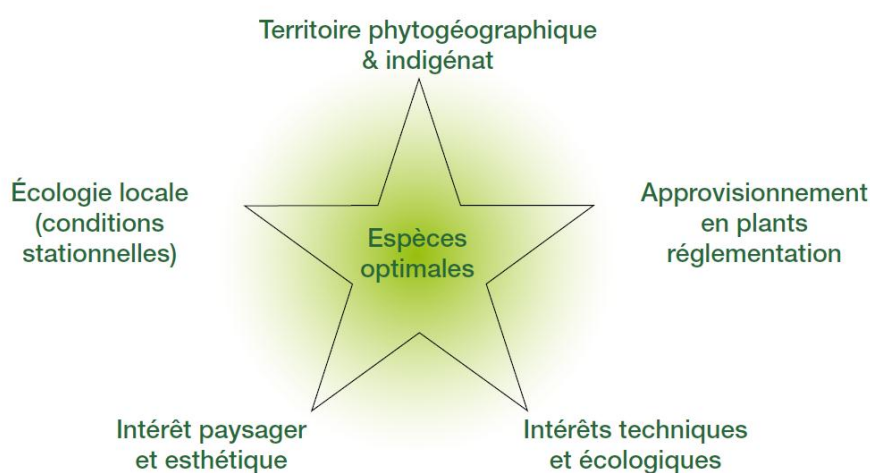 Territoire phytogéographique
& indigénat
Écologie locale
(conditions
stationnelles)
Approvisionnement
en plants
réglementation
Espèces
optimales
Intérêt paysager
et esthétique
Intérêts techniques
et écologiques